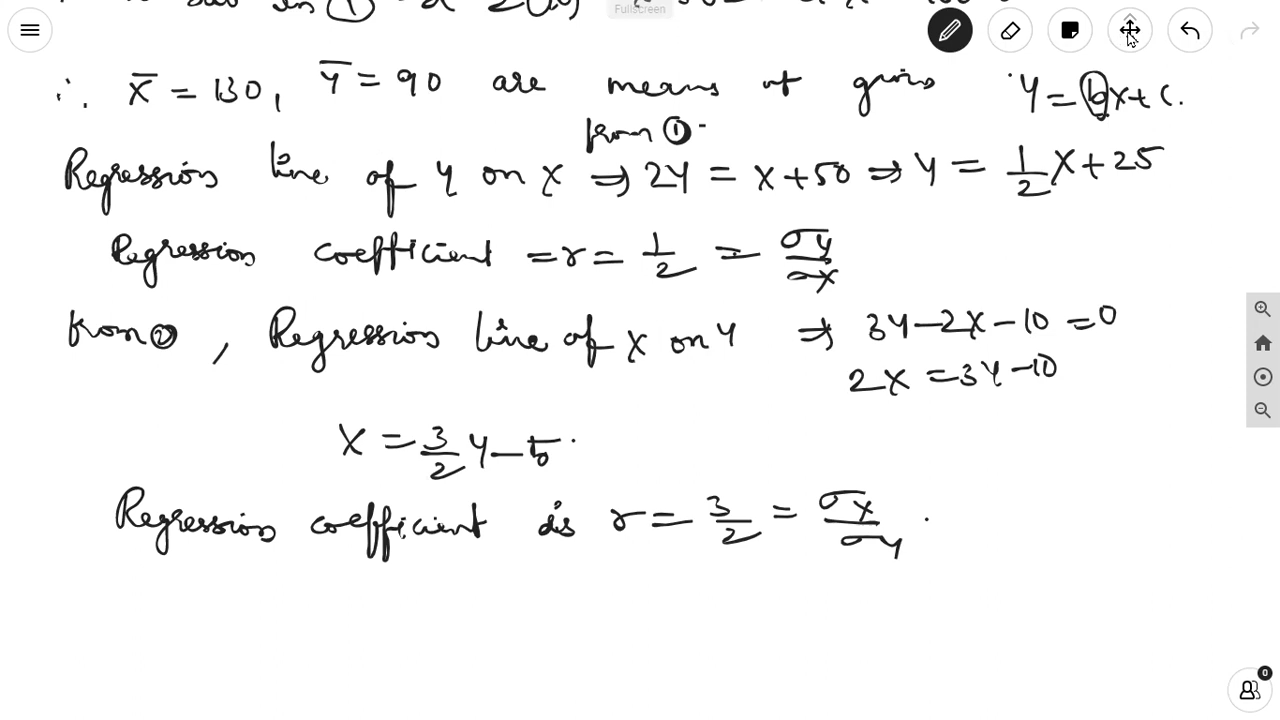 Fullscreen
∴ X̅ = 130, Y̅ = 90 are means of given Y = bX + C.
from ①
Regression line of Y on X ⇒ 2Y = X + 50 ⇒ Y = 1/2 X + 25
Regression coefficient = r = 1/2 = σy/σx
from ②, Regression line of X on Y ⇒ 3Y - 2X - 10 = 0
2X = 3Y - 10
X = 3/2 Y - 5.
Regression coefficient is r = 3/2 = σX/σY.
0